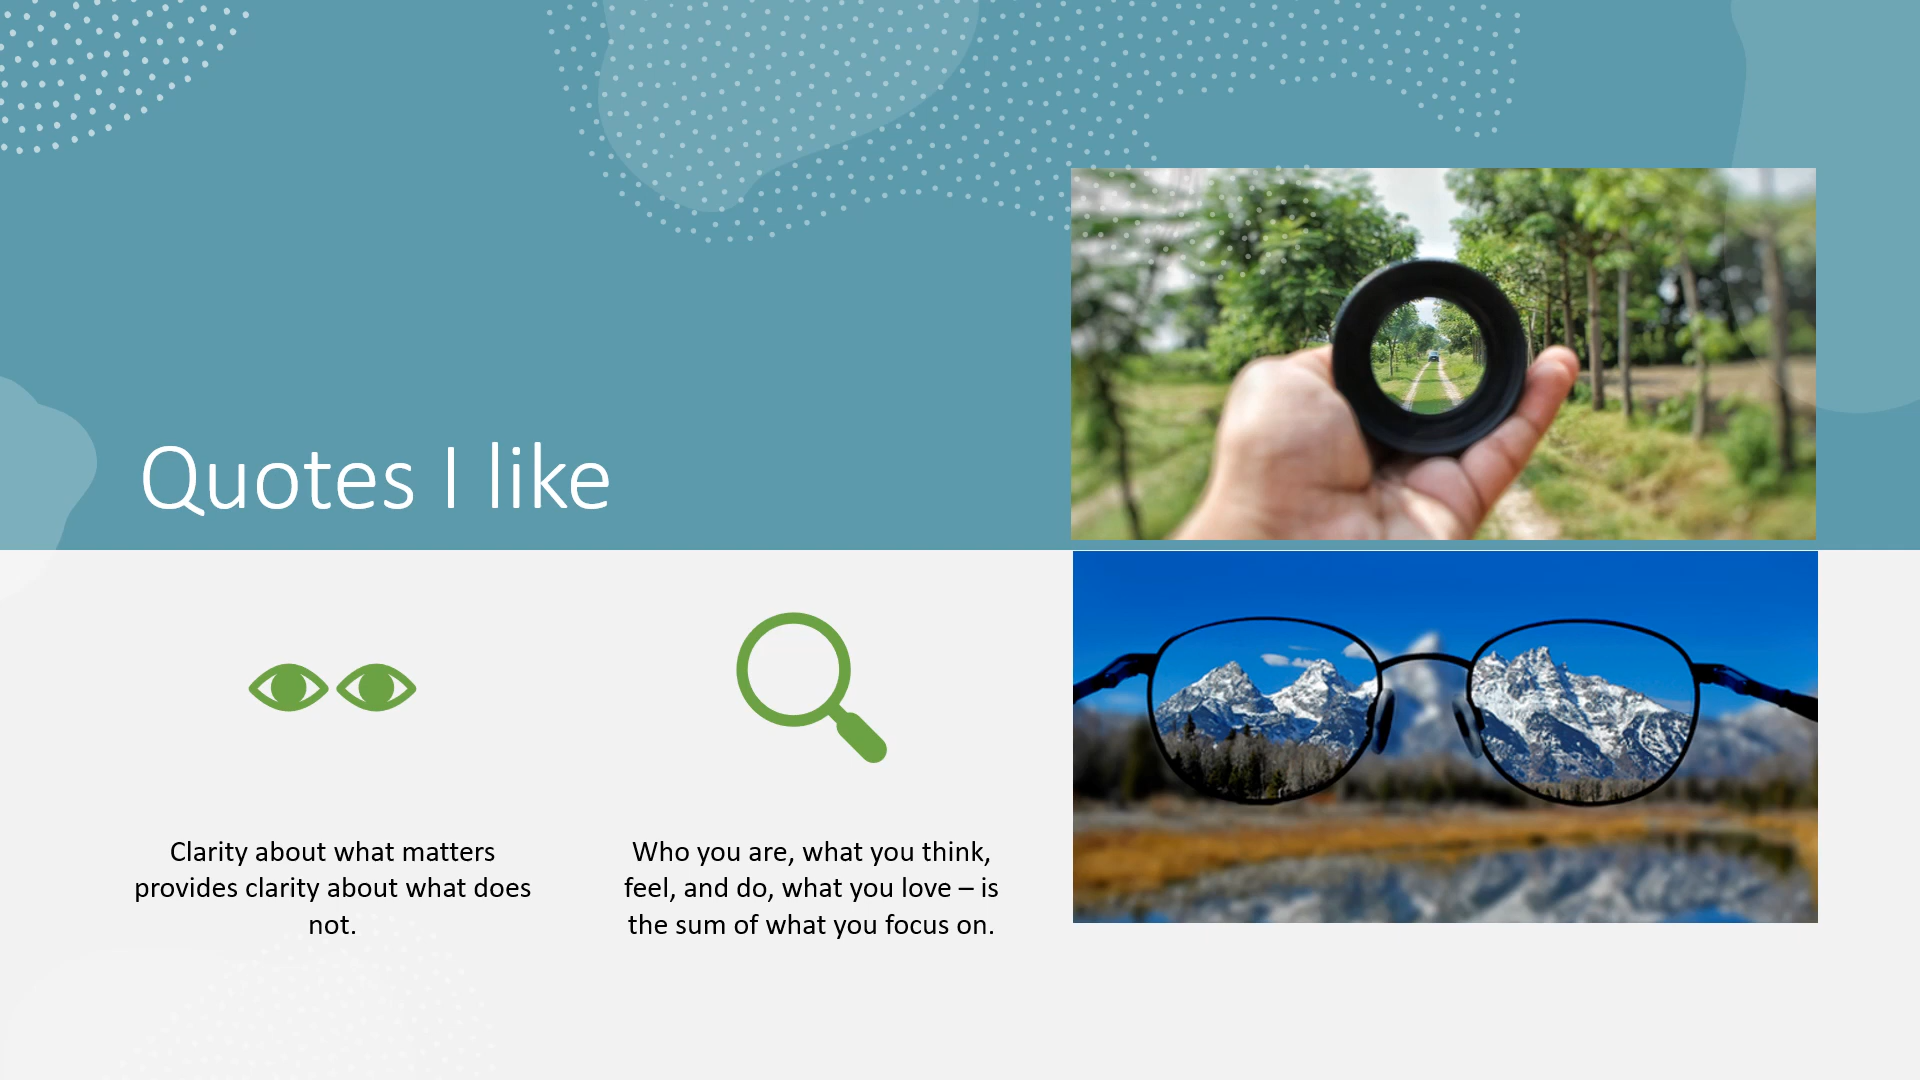 Quotes I like
Clarity about what matters
provides clarity about what does
not.
Who you are, what you think,
feel, and do, what you love – is
the sum of what you focus on.